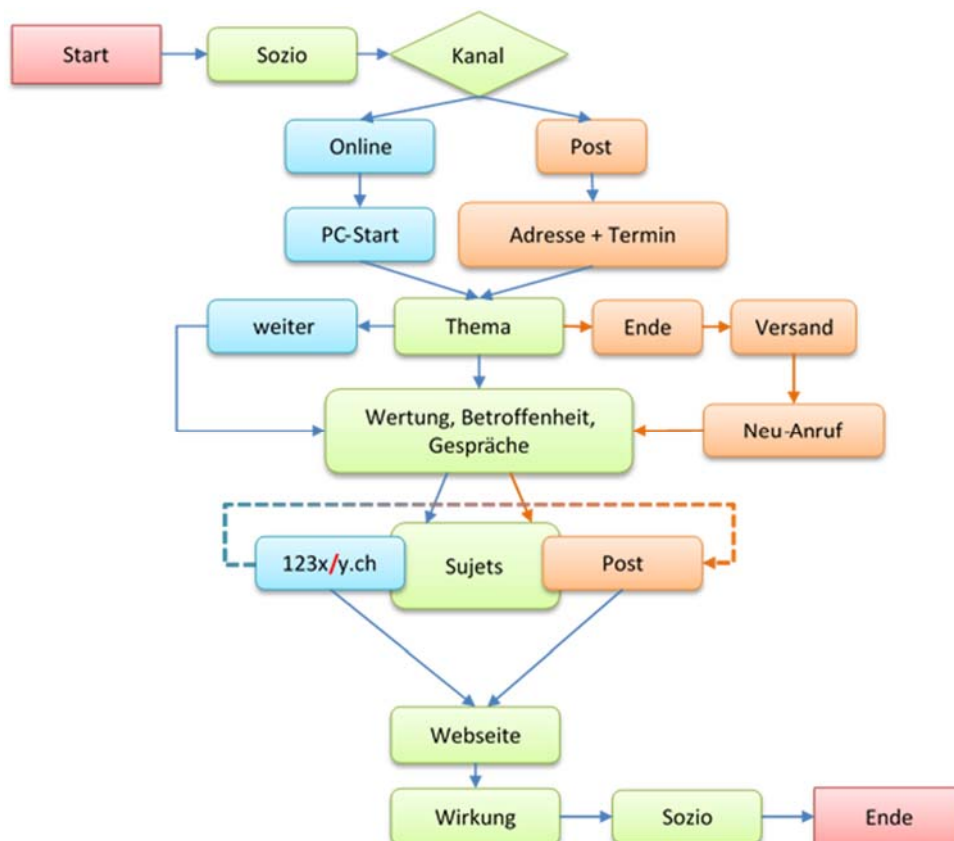 Start
Sozio
Kanal
Online
Post
PC-Start
Adresse + Termin
weiter
Thema
Ende
Versand
Wertung, Betroffenheit,
Gespräche
Neu-Anruf
123x/y.ch
Sujets
Post
Webseite
Wirkung
Sozio
Ende